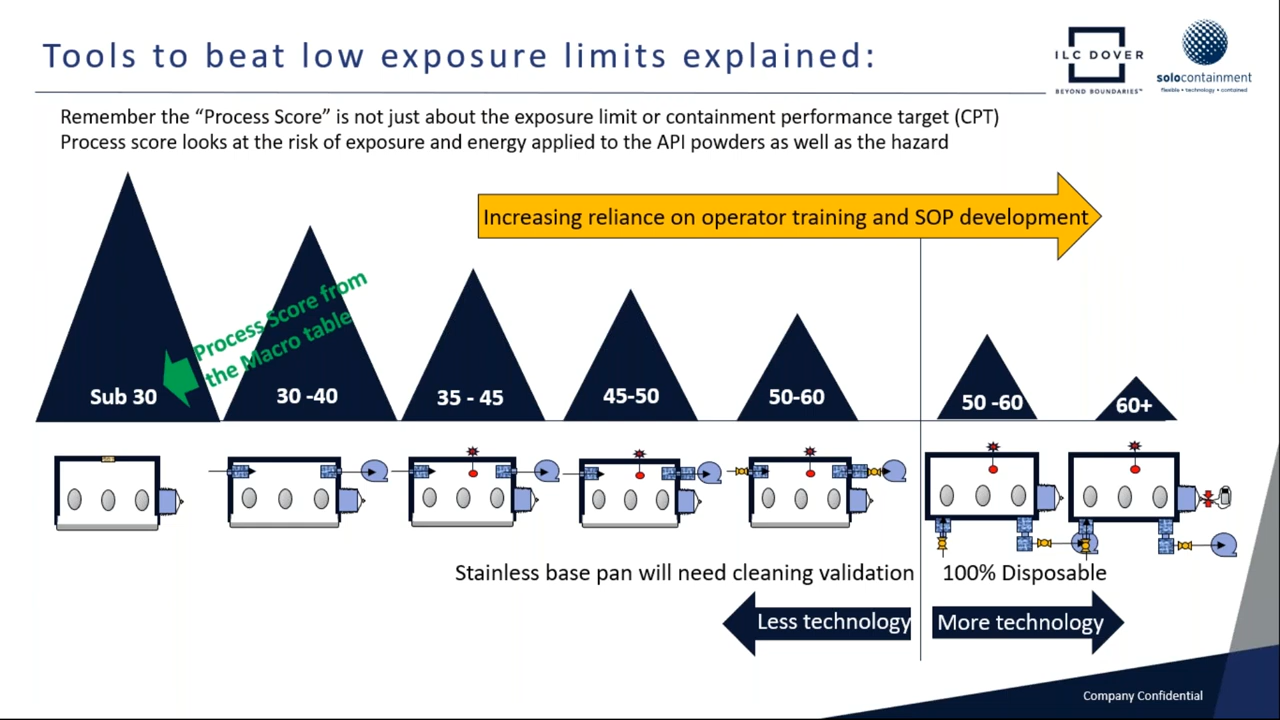 Tools to beat low exposure limits explained:
ILC DOVER
BEYOND BOUNDARIES™
solocontainment
flexible • technology • contained
Remember the “Process Score” is not just about the exposure limit or containment performance target (CPT)
Process score looks at the risk of exposure and energy applied to the API powders as well as the hazard
Increasing reliance on operator training and SOP development
Process Score from
the Macro table
Sub 30
30 -40
35 - 45
45-50
50-60
50 -60
60+
Stainless base pan will need cleaning validation
100% Disposable
Less technology
More technology
Company Confidential